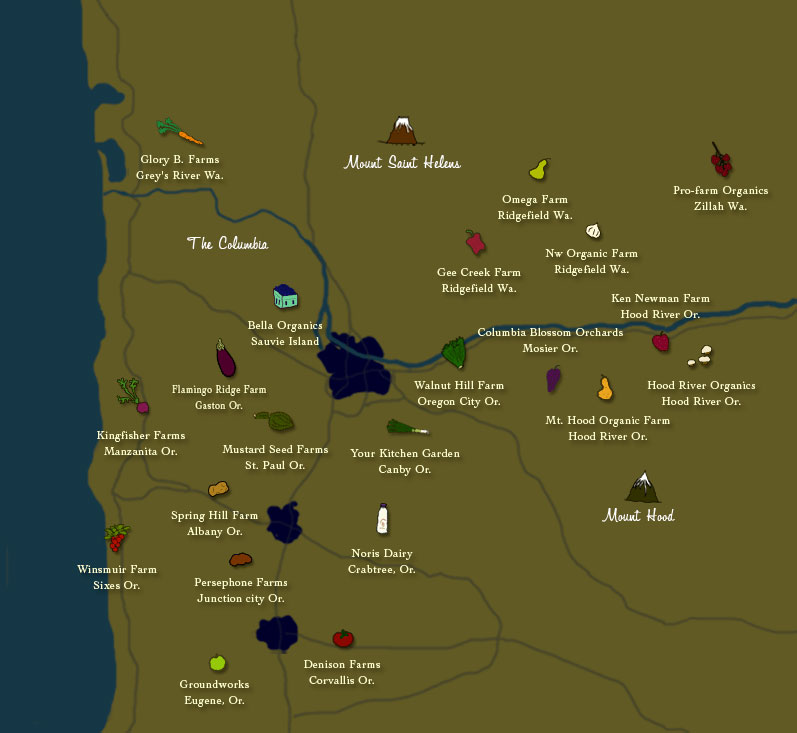 Glory B. Farms
Grey's River Wa.
Mount Saint Helens
Omega Farm
Ridgefield Wa.
Pro-farm Organics
Zillah Wa.
The Columbia
Gee Creek Farm
Ridgefield Wa.
Nw Organic Farm
Ridgefield Wa.
Ken Newman Farm
Hood River Or.
Bella Organics
Sauvie Island
Columbia Blossom Orchards
Mosier Or.
Flamingo Ridge Farm
Gaston Or.
Walnut Hill Farm
Oregon City Or.
Hood River Organics
Hood River Or.
Kingfisher Farms
Manzanita Or.
Mustard Seed Farms
St. Paul Or.
Your Kitchen Garden
Canby Or.
Mt. Hood Organic Farm
Hood River Or.
Spring Hill Farm
Albany Or.
Mount Hood
Winsmuir Farm
Sixes Or.
Persephone Farms
Junction city Or.
Noris Dairy
Crabtree, Or.
Groundworks
Eugene, Or.
Denison Farms
Corvallis Or.